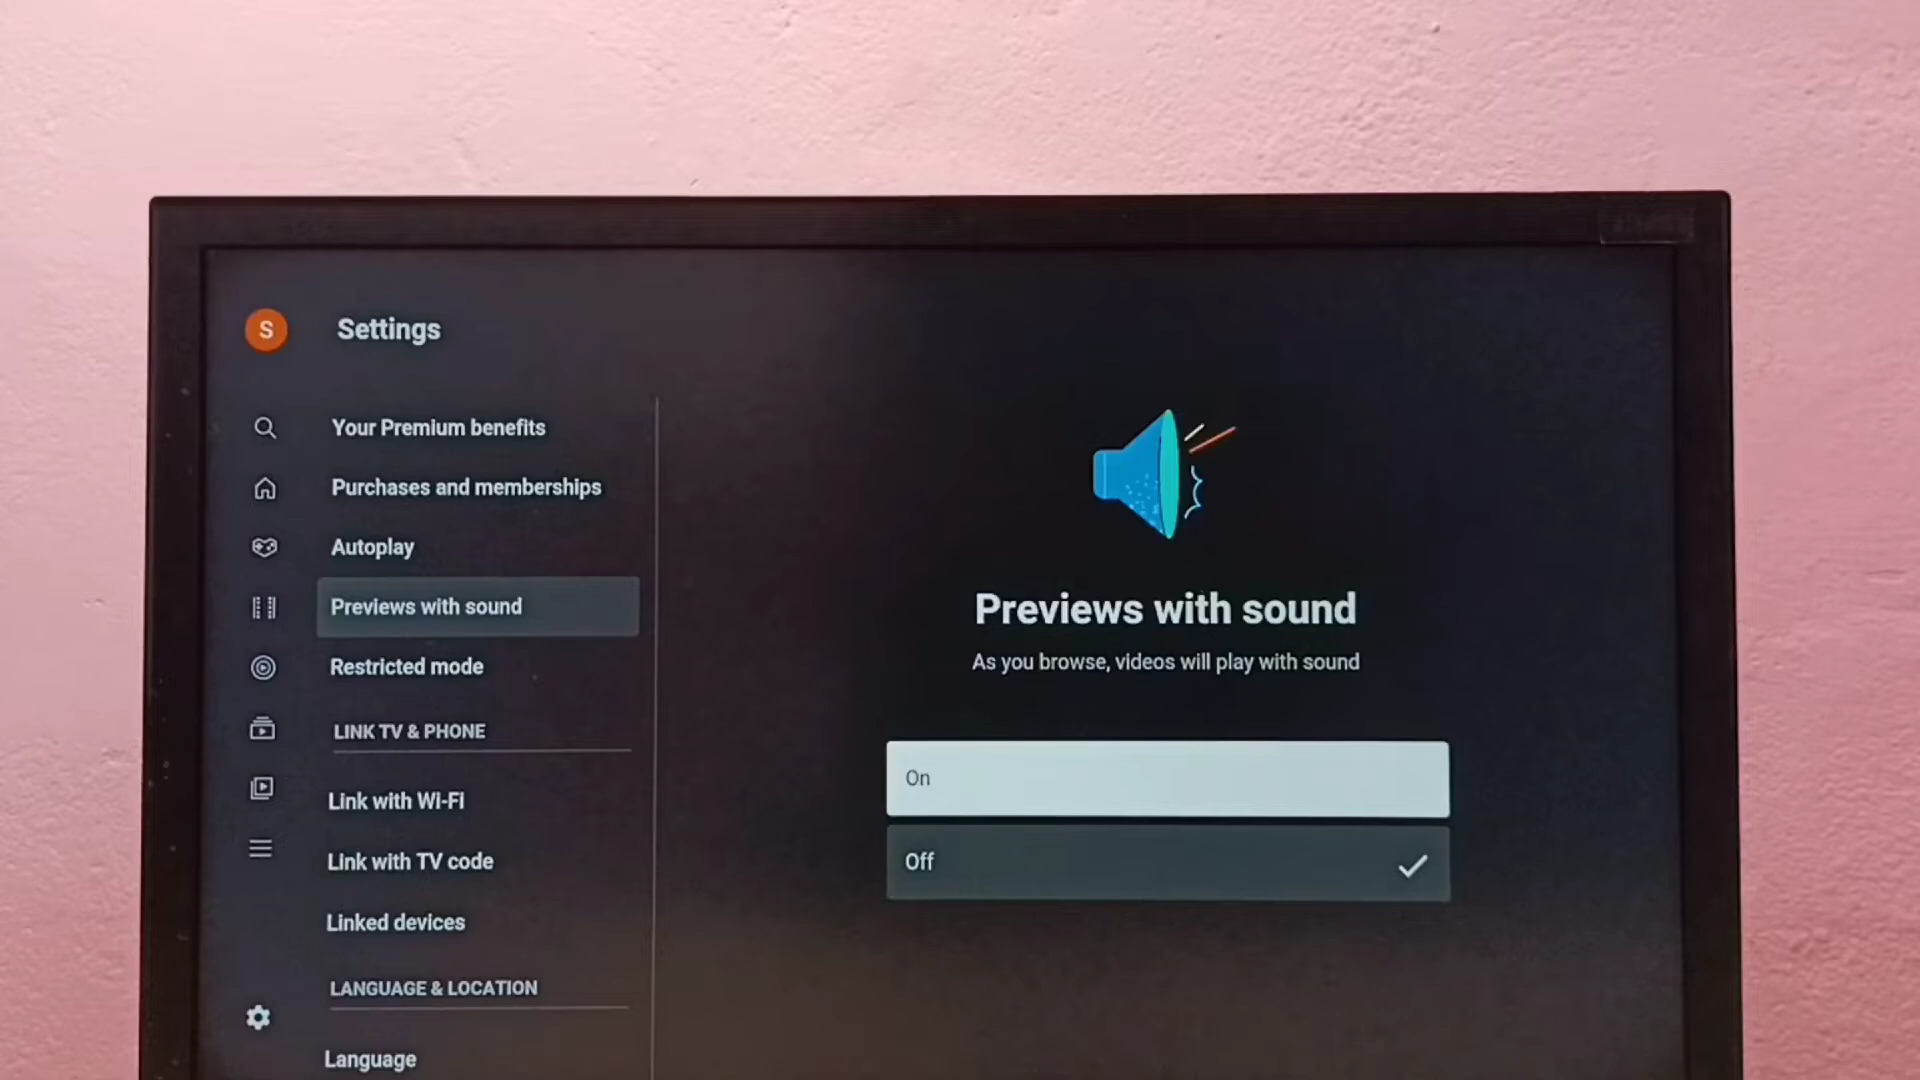 S
Settings
Your Premium benefits
Purchases and memberships
Autoplay
Previews with sound
Restricted mode
LINK TV & PHONE
Link with Wi-Fi
Link with TV code
Linked devices
LANGUAGE & LOCATION
Language
Previews with sound
As you browse, videos will play with sound
On
Off